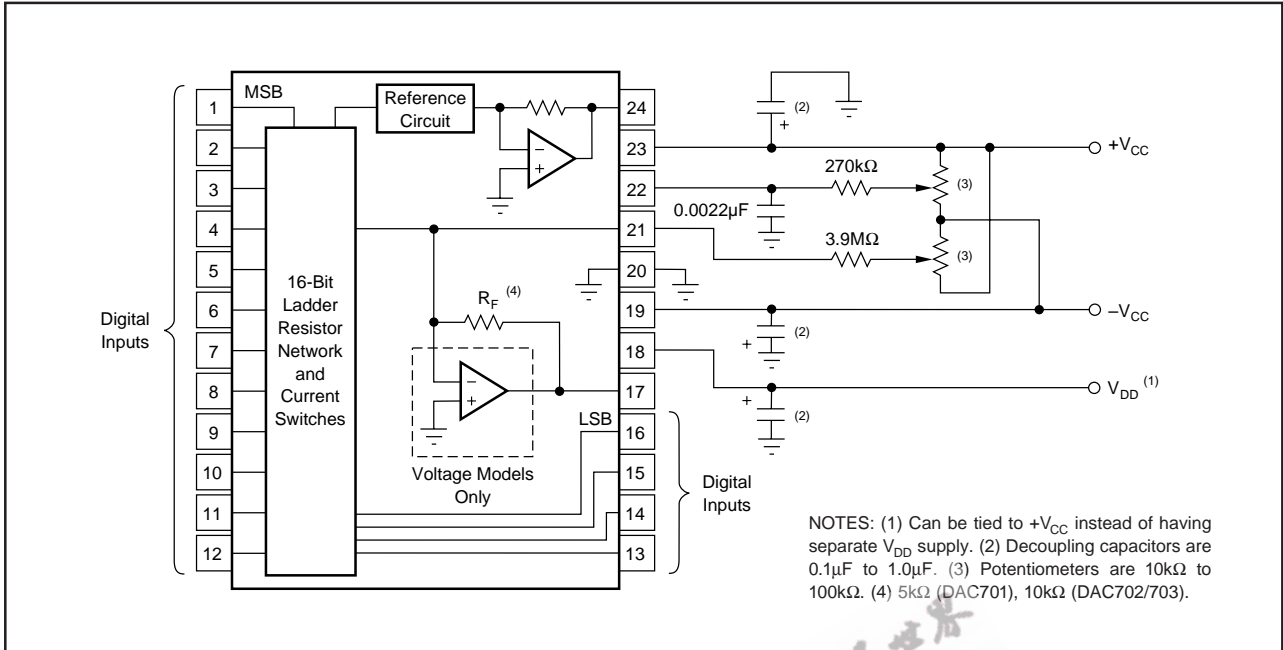 MSB
Reference
Circuit
1
2
3
4
5
6
7
8
9
10
11
12
24
23
22
21
20
19
18
17
16
15
14
13
Digital
Inputs
16-Bit
Ladder
Resistor
Network
and
Current
Switches
−
+
R_F (4)
−
+
LSB
Voltage Models
Only
Digital
Inputs
(2)
+
+V_CC
270kΩ
(3)
0.0022µF
3.9MΩ
(3)
–V_CC
+
(2)
V_DD (1)
+
(2)
NOTES: (1) Can be tied to +V_CC instead of having
separate V_DD supply. (2) Decoupling capacitors are
0.1µF to 1.0µF. (3) Potentiometers are 10kΩ to
100kΩ. (4) 5kΩ (DAC701), 10kΩ (DAC702/703).